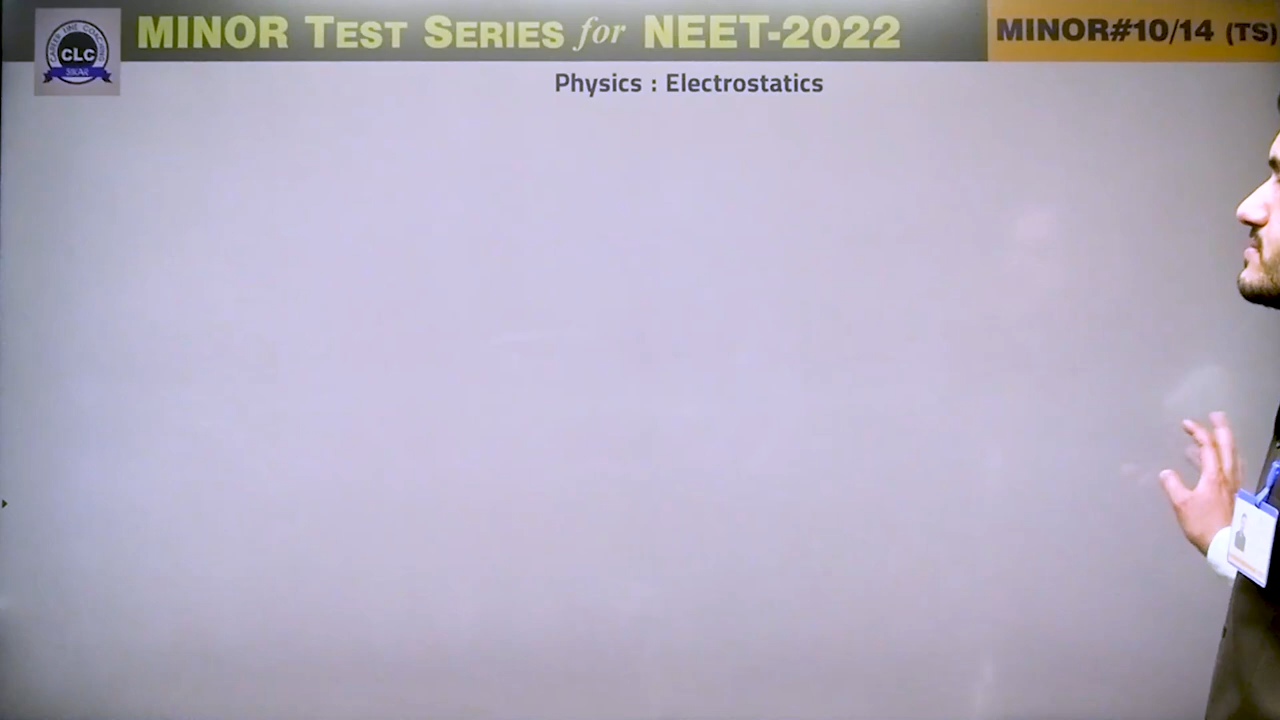 MINOR TEST SERIES for NEET-2022
MINOR#10/14 (TS)
CLC
SIKAR
Physics : Electrostatics